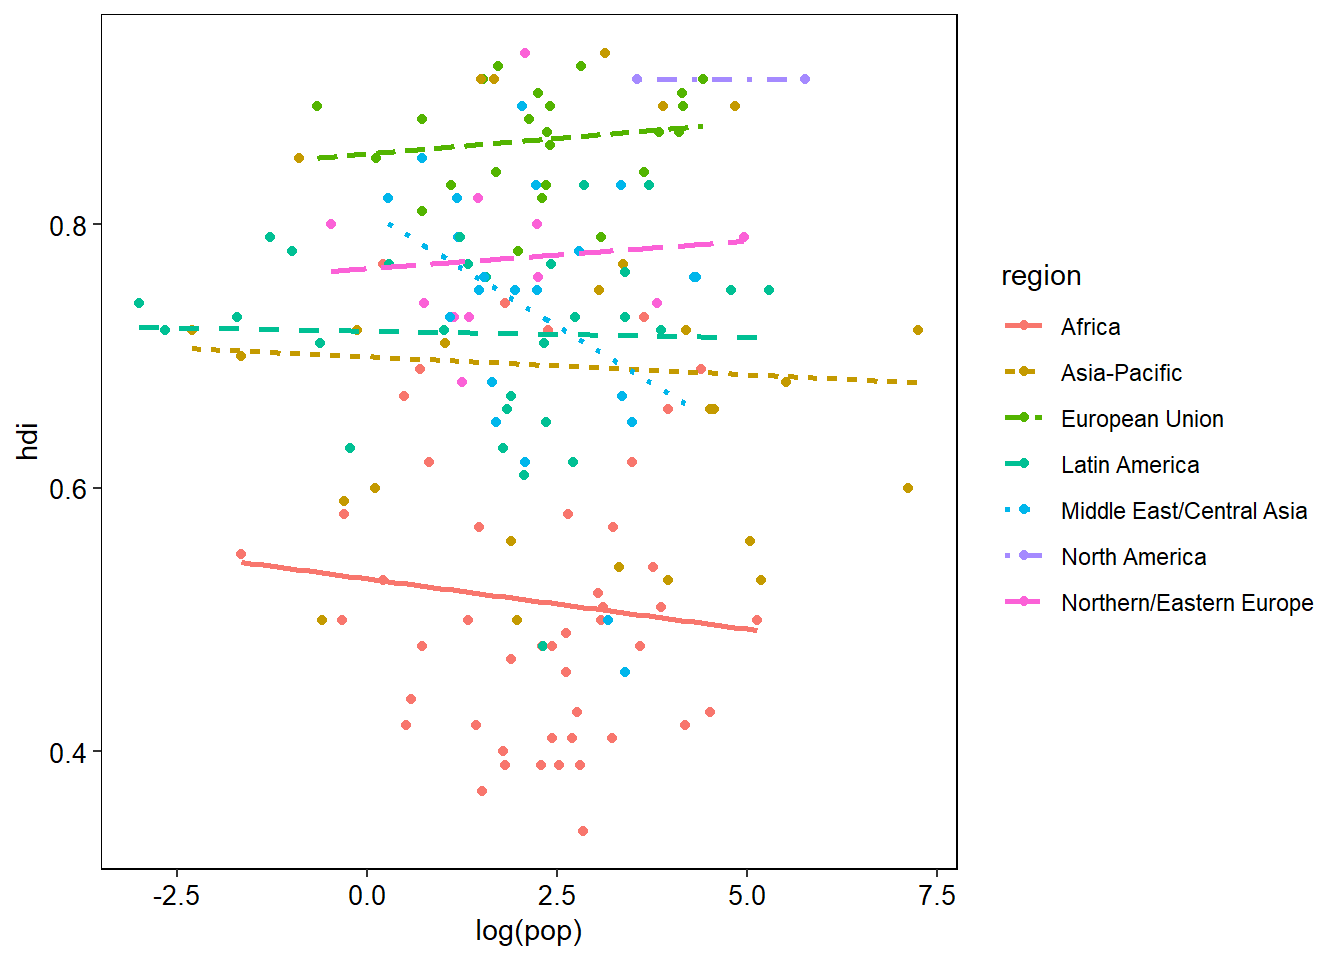 hdi
0.8
0.6
0.4
-2.5 0.0 2.5 5.0 7.5
log(pop)
region
Africa
Asia-Pacific
European Union
Latin America
Middle East/Central Asia
North America
Northern/Eastern Europe